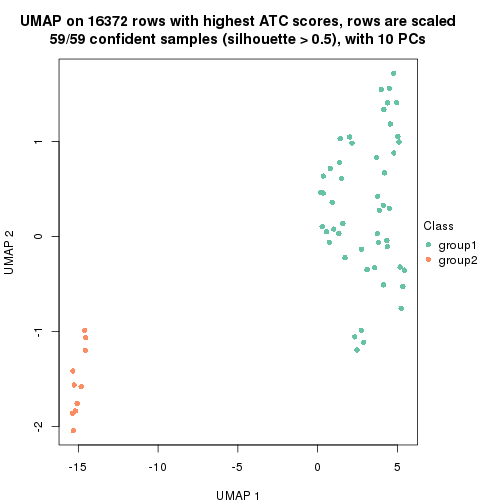 UMAP on 16372 rows with highest ATC scores, rows are scaled
59/59 confident samples (silhouette > 0.5), with 10 PCs
1
0
-1
-2
UMAP 2
-15
-10
-5
0
5
UMAP 1
Class
group1
group2